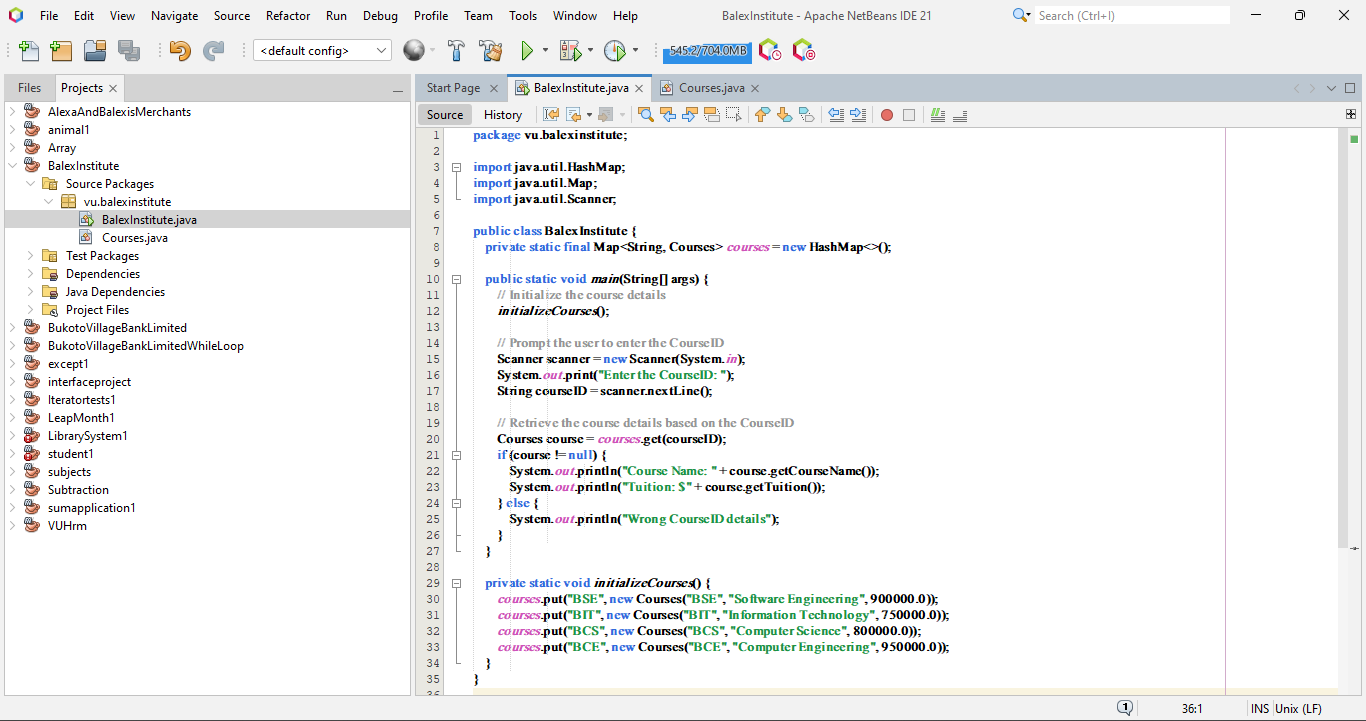 File Edit View Navigate Source Refactor Run Debug Profile Team Tools Window Help BalexInstitute - Apache NetBeans IDE 21 Search (Ctrl+I)
<default config> 545.2/704.0MB
Files Projects
AlexaAndBalexisMerchants
animal1
Array
BalexInstitute
Source Packages
vu.balexinstitute
BalexInstitute.java
Courses.java
Test Packages
Dependencies
Java Dependencies
Project Files
BukotoVillageBankLimited
BukotoVillageBankLimitedWhileLoop
except1
interfaceproject
Iteratortests1
LeapMonth1
LibrarySystem1
student1
subjects
Subtraction
sumapplication1
VUHrm
Start Page BalexInstitute.java Courses.java
Source History
1 package vu.balexinstitute;
2
3 import java.util.HashMap;
4 import java.util.Map;
5 import java.util.Scanner;
6
7 public class BalexInstitute {
8 private static final Map<String, Courses> courses = new HashMap<>();
9
10 public static void main(String[] args) {
11 // Initialize the course details
12 initializeCourses();
13
14 // Prompt the user to enter the CourseID
15 Scanner scanner = new Scanner(System.in);
16 System.out.print("Enter the CourseID: ");
17 String courseID = scanner.nextLine();
18
19 // Retrieve the course details based on the CourseID
20 Courses course = courses.get(courseID);
21 if (course != null) {
22 System.out.println("Course Name: " + course.getCourseName());
23 System.out.println("Tuition: $" + course.getTuition());
24 } else {
25 System.out.println("Wrong CourseID details");
26 }
27 }
28
29 private static void initializeCourses() {
30 courses.put("BSE", new Courses("BSE", "Software Engineering", 900000.0));
31 courses.put("BIT", new Courses("BIT", "Information Technology", 750000.0));
32 courses.put("BCS", new Courses("BCS", "Computer Science", 800000.0));
33 courses.put("BCE", new Courses("BCE", "Computer Engineering", 950000.0));
34 }
35 }
36
1 36:1 INS Unix (LF)